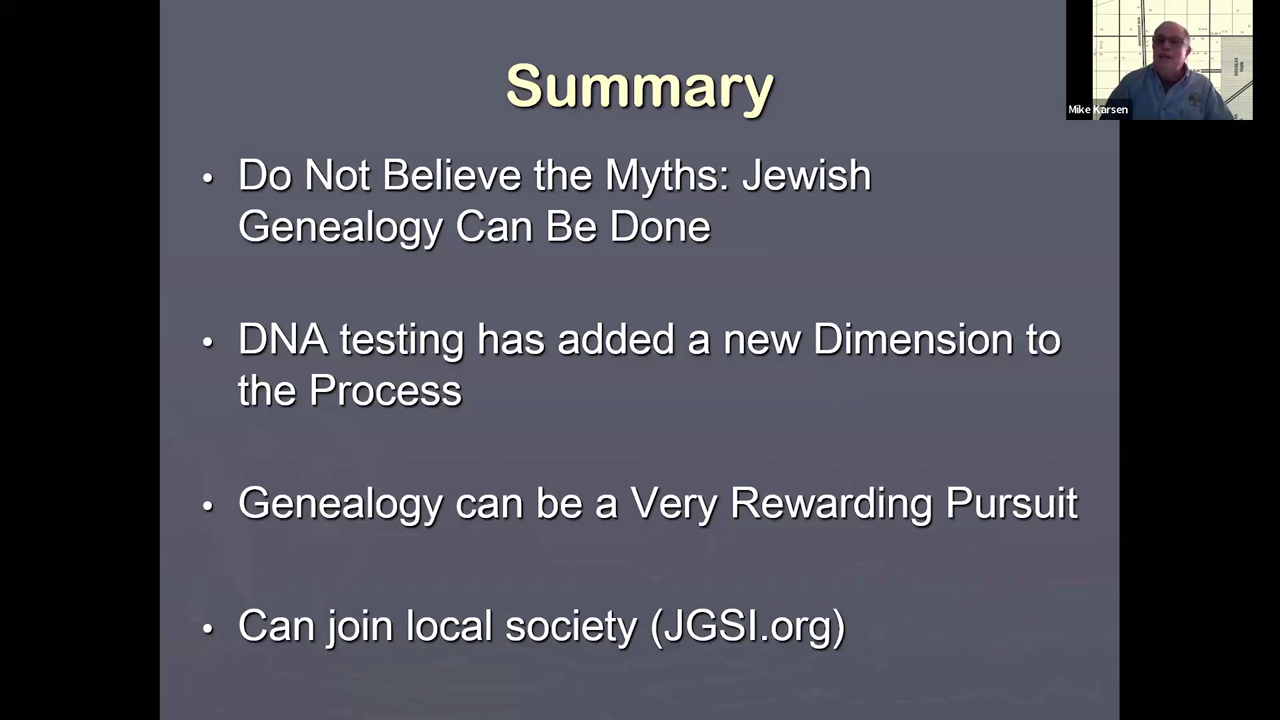 Summary
Mike Karsen
• Do Not Believe the Myths: Jewish
Genealogy Can Be Done
• DNA testing has added a new Dimension to
the Process
• Genealogy can be a Very Rewarding Pursuit
• Can join local society (JGSI.org)